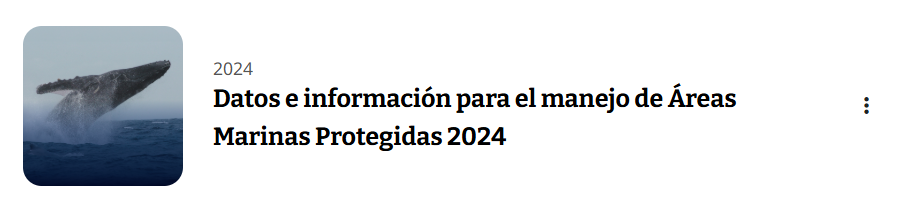 2024
Datos e información para el manejo de Áreas
Marinas Protegidas 2024